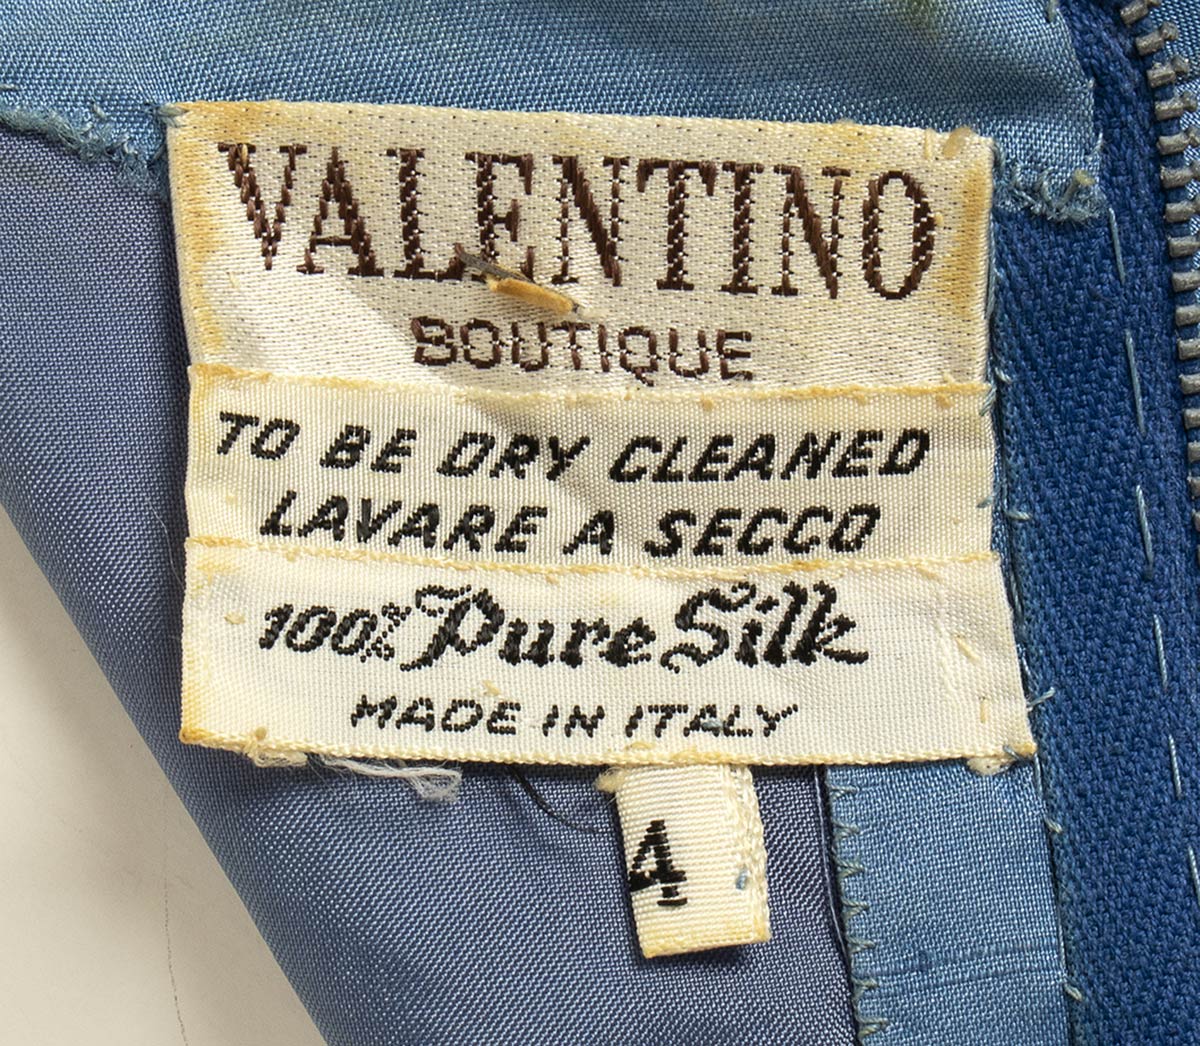 VALENTINO
BOUTIQUE
TO BE DRY CLEANED
LAVARE A SECCO
100% Pure Silk
MADE IN ITALY
4